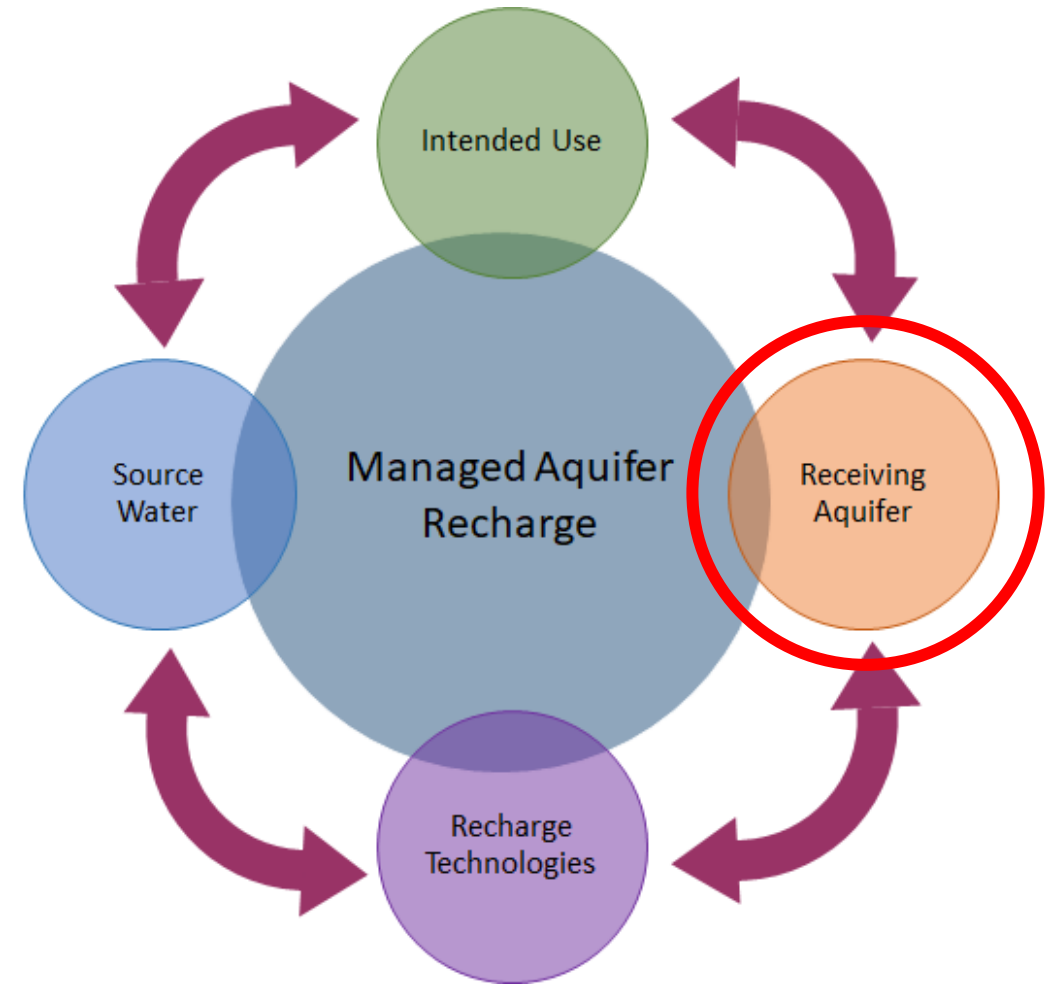 Intended Use
Source
Water
Managed Aquifer
Recharge
Receiving
Aquifer
Recharge
Technologies